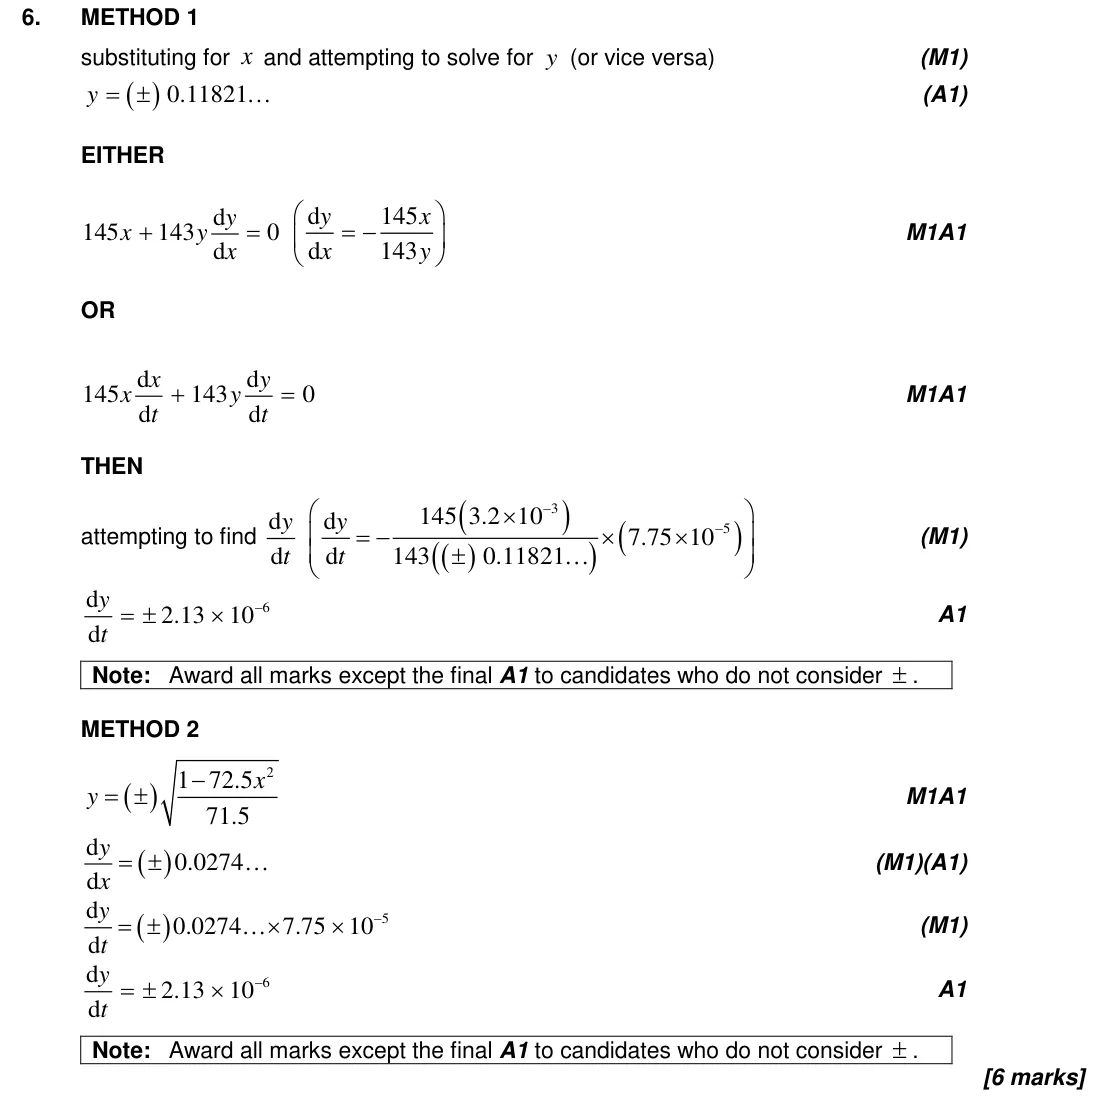 6. METHOD 1
substituting for x and attempting to solve for y (or vice versa) (M1)
y = (±) 0.11821… (A1)
EITHER
145x + 143y dy/dx = 0 (dy/dx = − 145x/143y) M1A1
OR
145x dx/dt + 143y dy/dt = 0 M1A1
THEN
attempting to find dy/dt (dy/dt = − 145(3.2×10⁻³)/143((±) 0.11821…) × (7.75×10⁻⁵)) (M1)
dy/dt = ± 2.13 × 10⁻⁶ A1
Note: Award all marks except the final A1 to candidates who do not consider ± .
METHOD 2
y = (±)√((1 − 72.5x²)/71.5) M1A1
dy/dx = (±)0.0274… (M1)(A1)
dy/dt = (±)0.0274…×7.75 × 10⁻⁵ (M1)
dy/dt = ± 2.13 × 10⁻⁶ A1
Note: Award all marks except the final A1 to candidates who do not consider ± .
[6 marks]